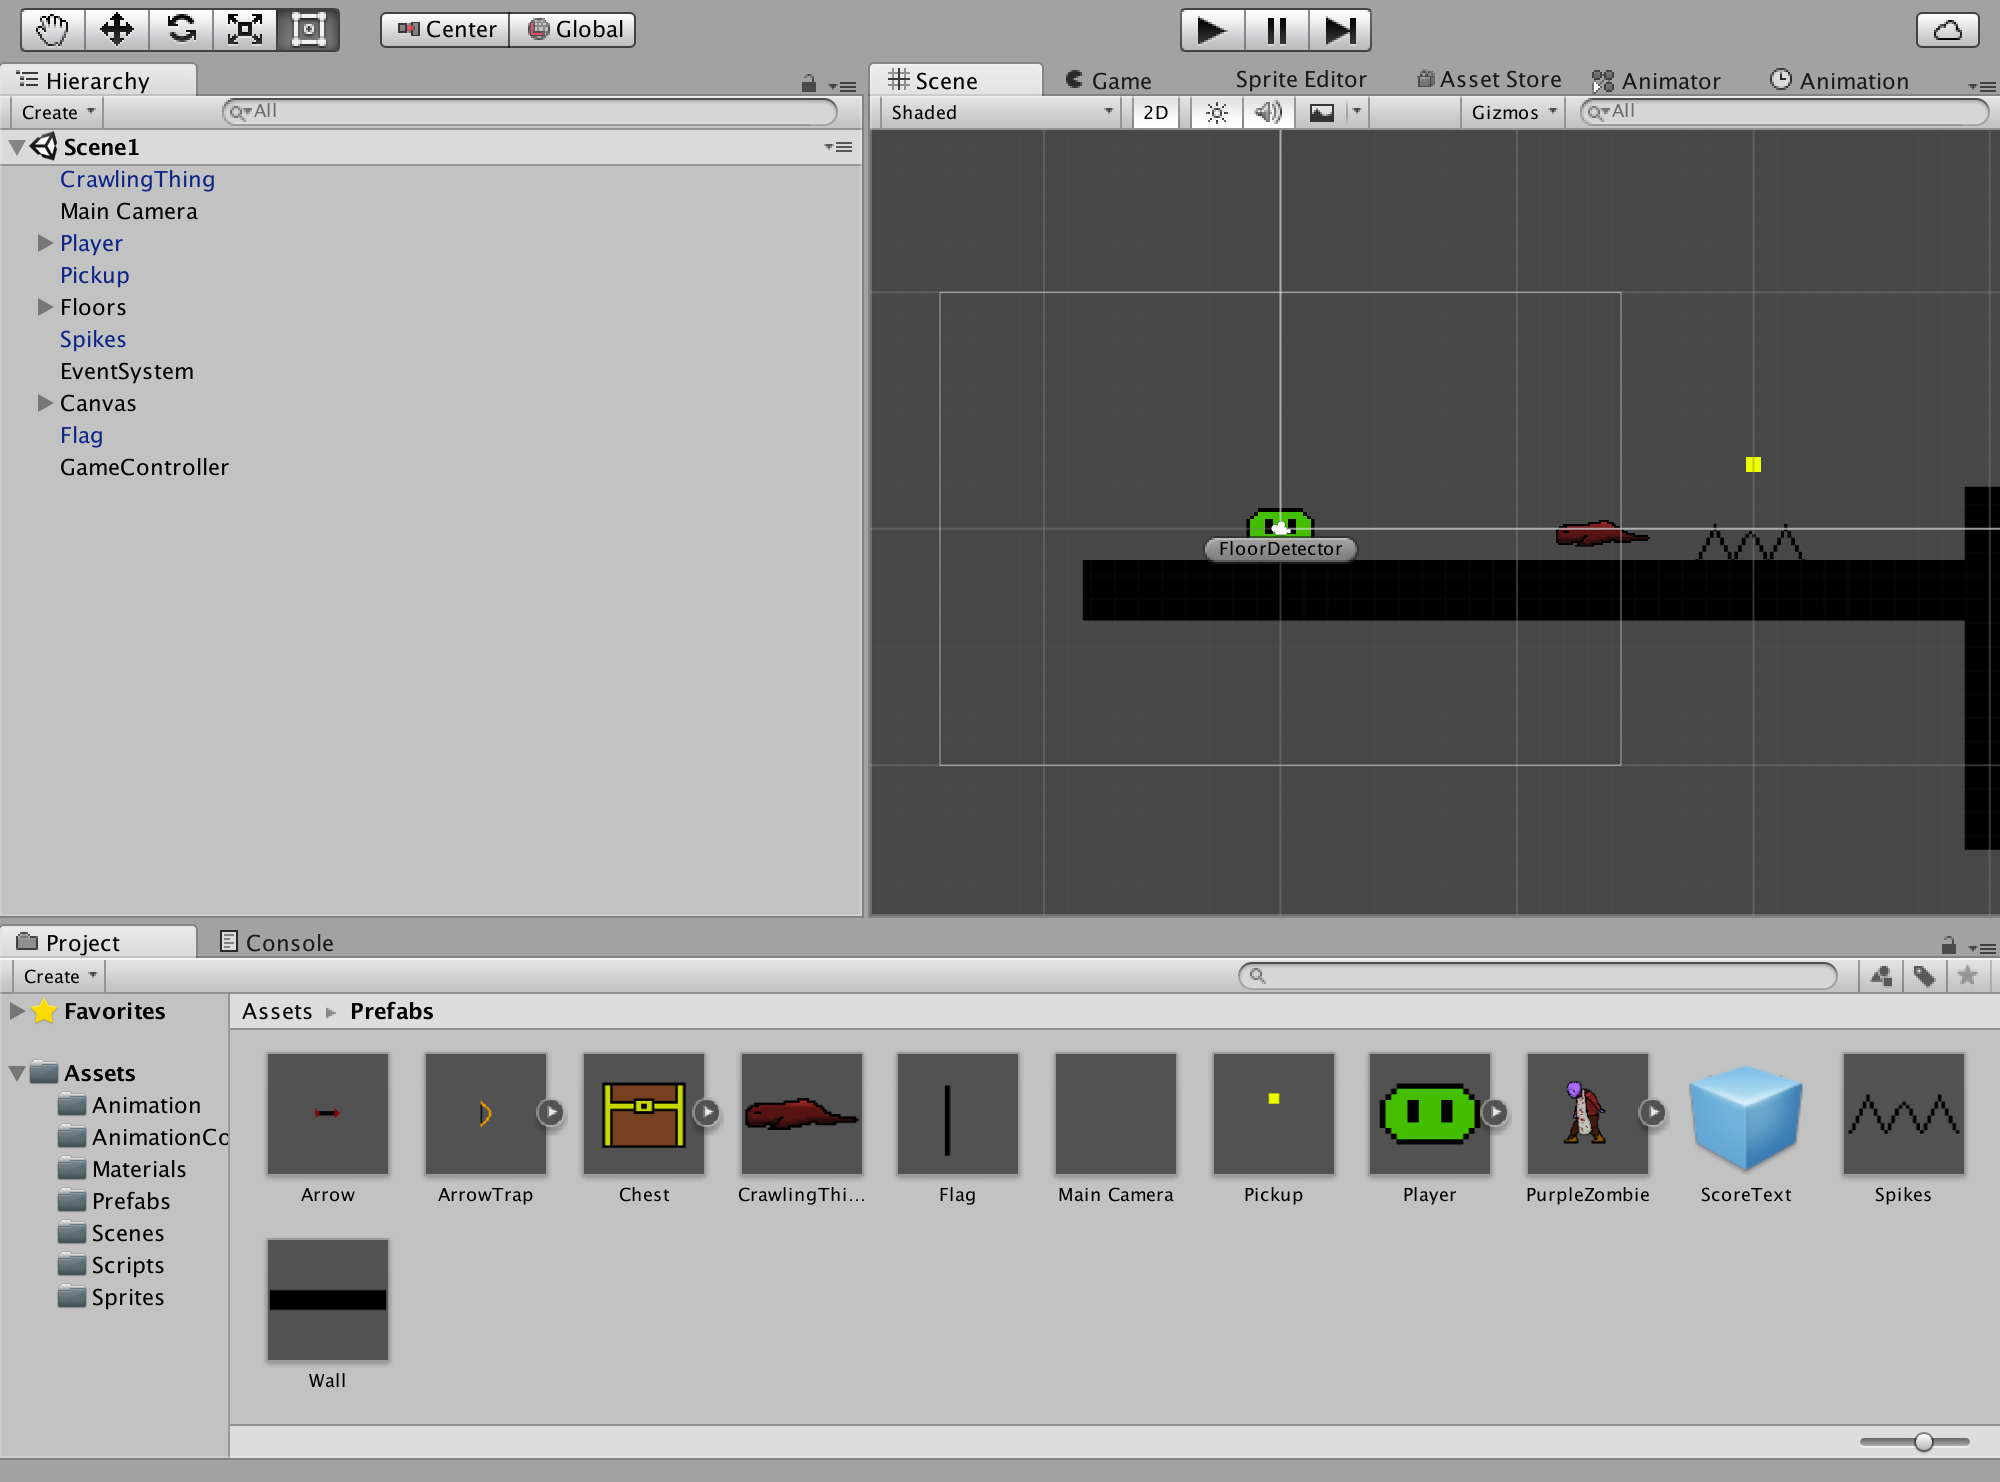 Center Global
Hierarchy
Create All
Scene1
CrawlingThing
Main Camera
Player
Pickup
Floors
Spikes
EventSystem
Canvas
Flag
GameController
Scene Game Sprite Editor Asset Store Animator Animation
Shaded 2D Gizmos All
FloorDetector
Project Console
Create
Favorites
Assets
Animation
AnimationCo
Materials
Prefabs
Scenes
Scripts
Sprites
Assets Prefabs
Arrow ArrowTrap Chest CrawlingThi... Flag Main Camera Pickup Player PurpleZombie ScoreText Spikes
Wall